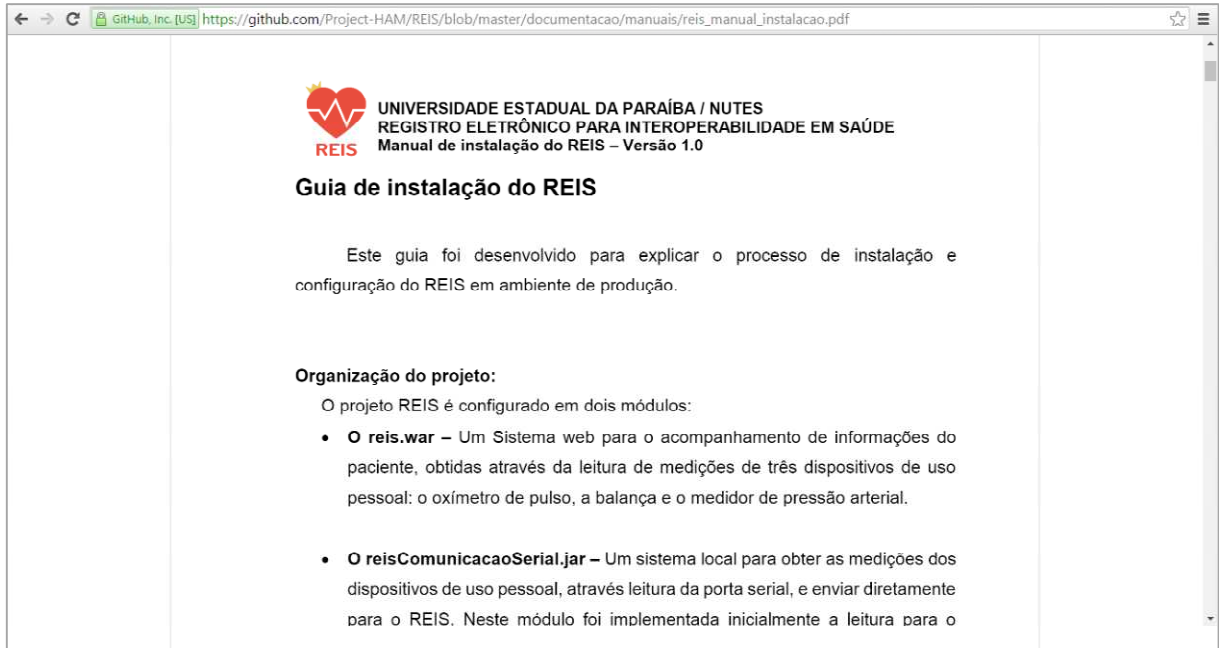 GitHub, Inc. [US] https://github.com/Project-HAM/REIS/blob/master/documentacao/manuais/reis_manual_instalacao.pdf
UNIVERSIDADE ESTADUAL DA PARAÍBA / NUTES
REGISTRO ELETRÔNICO PARA INTEROPERABILIDADE EM SAÚDE
REIS Manual de instalação do REIS – Versão 1.0
Guia de instalação do REIS
Este guia foi desenvolvido para explicar o processo de instalação e
configuração do REIS em ambiente de produção.
Organização do projeto:
O projeto REIS é configurado em dois módulos:
• O reis.war – Um Sistema web para o acompanhamento de informações do
paciente, obtidas através da leitura de medições de três dispositivos de uso
pessoal: o oxímetro de pulso, a balança e o medidor de pressão arterial.
• O reisComunicacaoSerial.jar – Um sistema local para obter as medições dos
dispositivos de uso pessoal, através leitura da porta serial, e enviar diretamente
para o REIS. Neste módulo foi implementada inicialmente a leitura para o